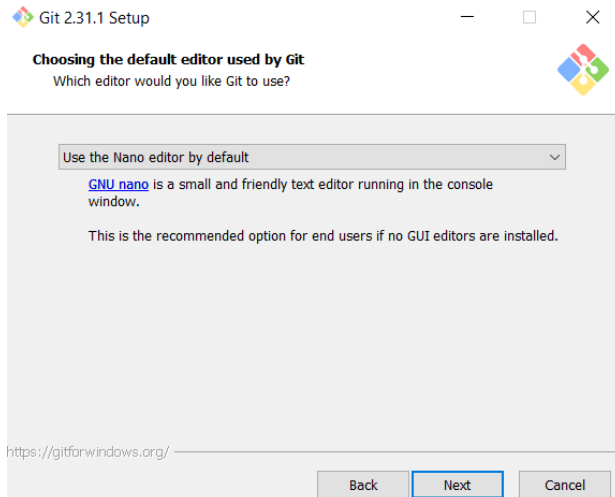 Git 2.31.1 Setup
Choosing the default editor used by Git
Which editor would you like Git to use?
Use the Nano editor by default
GNU nano is a small and friendly text editor running in the console
window.
This is the recommended option for end users if no GUI editors are installed.
https://gitforwindows.org/
Back Next Cancel